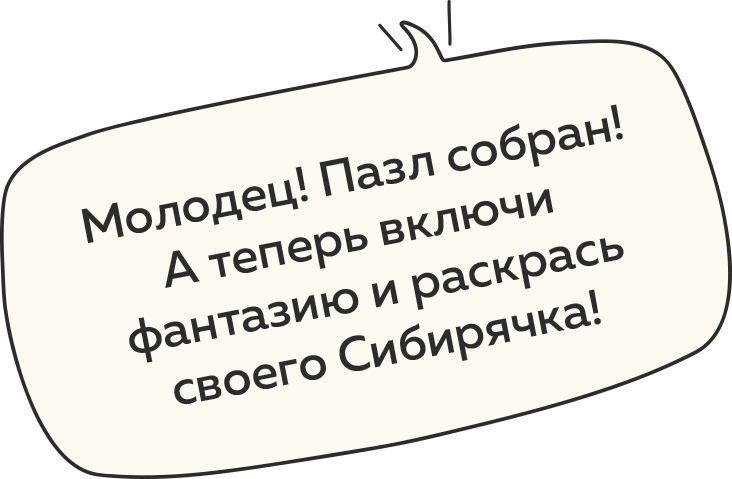 Молодец! Пазл собран!
А теперь включи
фантазию и раскрась
своего Сибирячка!